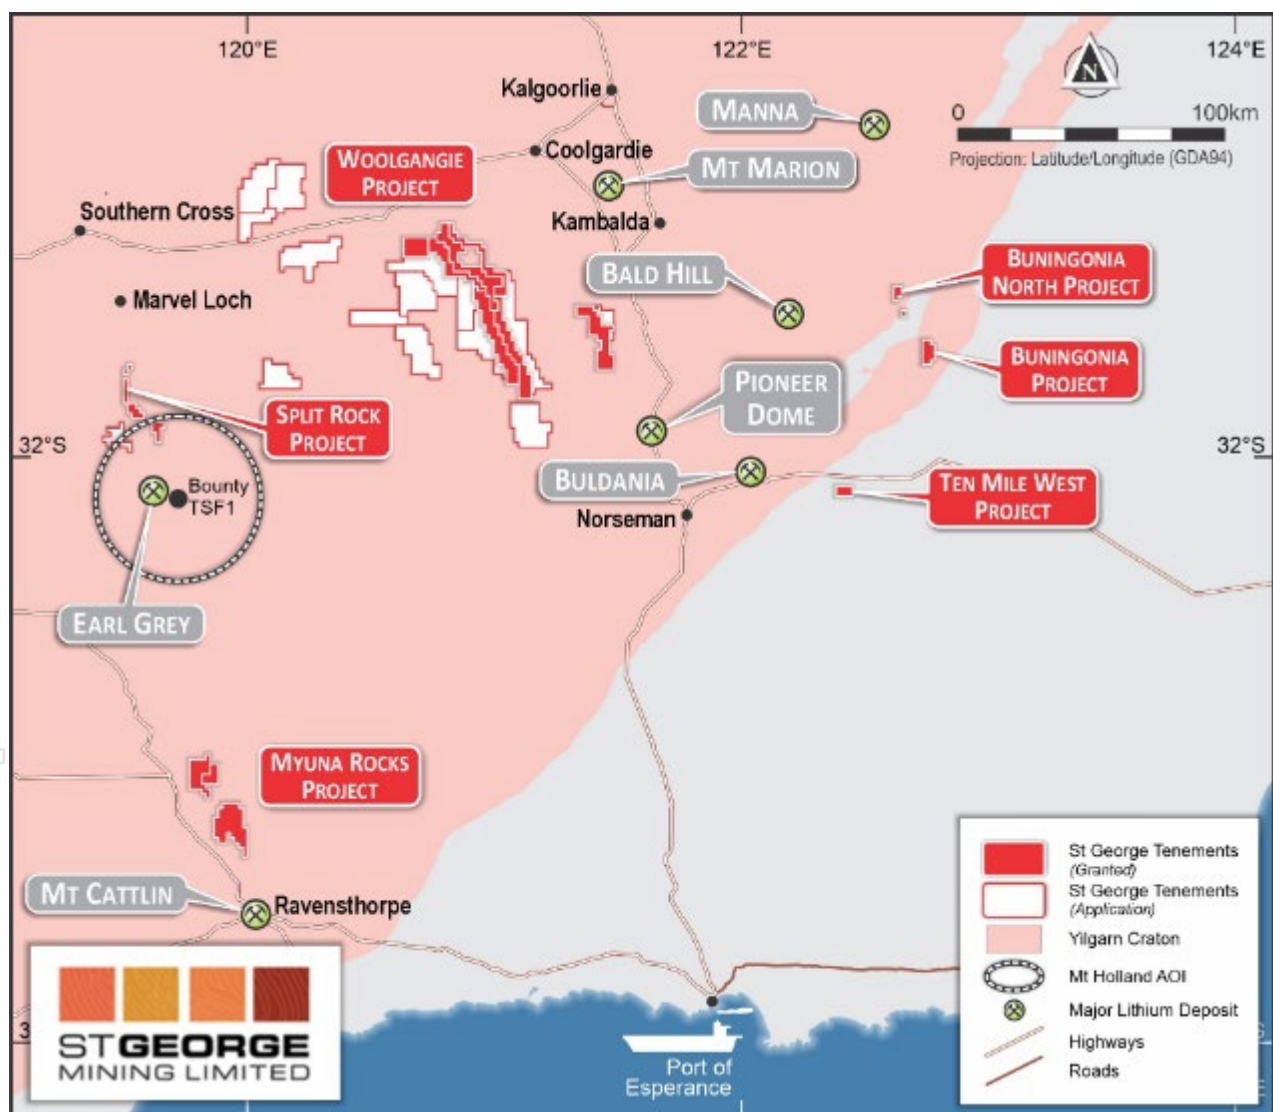 120°E
122°E
124°E
N
0
100km
Projection: Latitude/Longitude (GDA94)
Kalgoorlie
MANNA
Coolgardie
WOOLGANGIE
PROJECT
MT MARION
Southern Cross
Kambalda
BALD HILL
BUNINGONIA
NORTH PROJECT
Marvel Loch
BUNINGONIA
PROJECT
PIONEER
DOME
SPLIT ROCK
PROJECT
32°S
32°S
BULDANIA
TEN MILE WEST
PROJECT
Bounty
TSF1
Norseman
EARL GREY
MYUNA ROCKS
PROJECT
MT CATTLIN
Ravensthorpe
St George Tenements
(Granted)
St George Tenements
(Application)
Yilgarn Craton
Mt Holland AOI
Major Lithium Deposit
Highways
Roads
STGEORGE
MINING LIMITED
Port of
Esperance